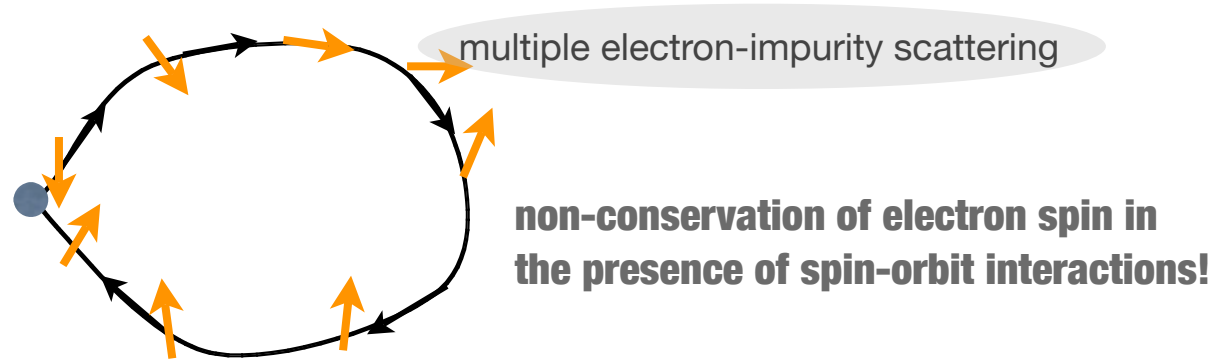 multiple electron-impurity scattering
non-conservation of electron spin in
the presence of spin-orbit interactions!